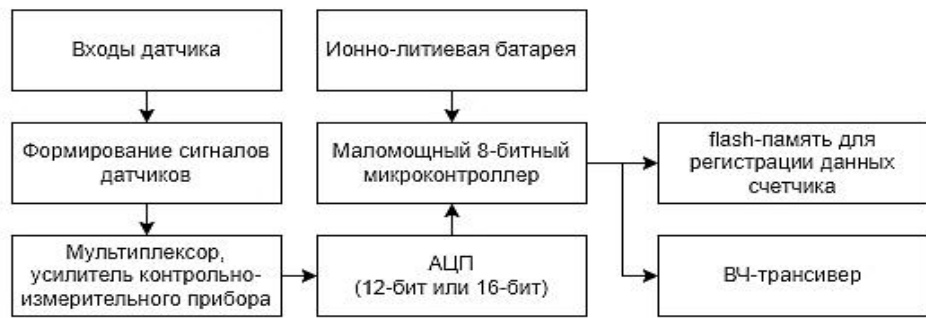 Входы датчика
Ионно-литиевая батарея
Формирование сигналов
датчиков
Маломощный 8-битный
микроконтроллер
flash-память для
регистрации данных
счетчика
Мультиплексор,
усилитель контрольно-
измерительного прибора
АЦП
(12-бит или 16-бит)
ВЧ-трансивер